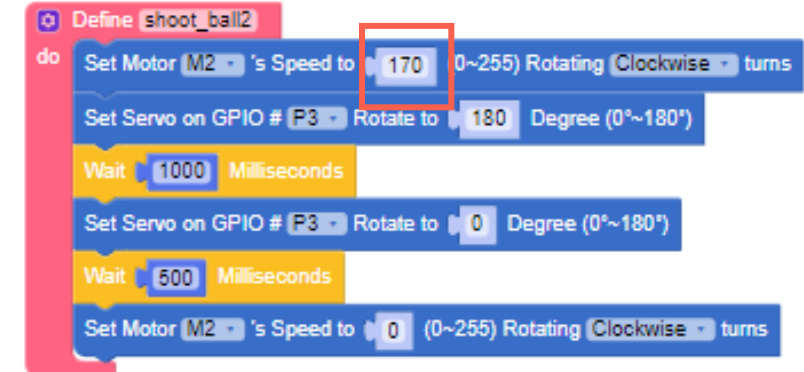 Define shoot_ball2
do Set Motor M2 's Speed to 170 (0~255) Rotating Clockwise turns
Set Servo on GPIO # P3 Rotate to 180 Degree (0°~180°)
Wait 1000 Milliseconds
Set Servo on GPIO # P3 Rotate to 0 Degree (0°~180°)
Wait 500 Milliseconds
Set Motor M2 's Speed to 0 (0~255) Rotating Clockwise turns